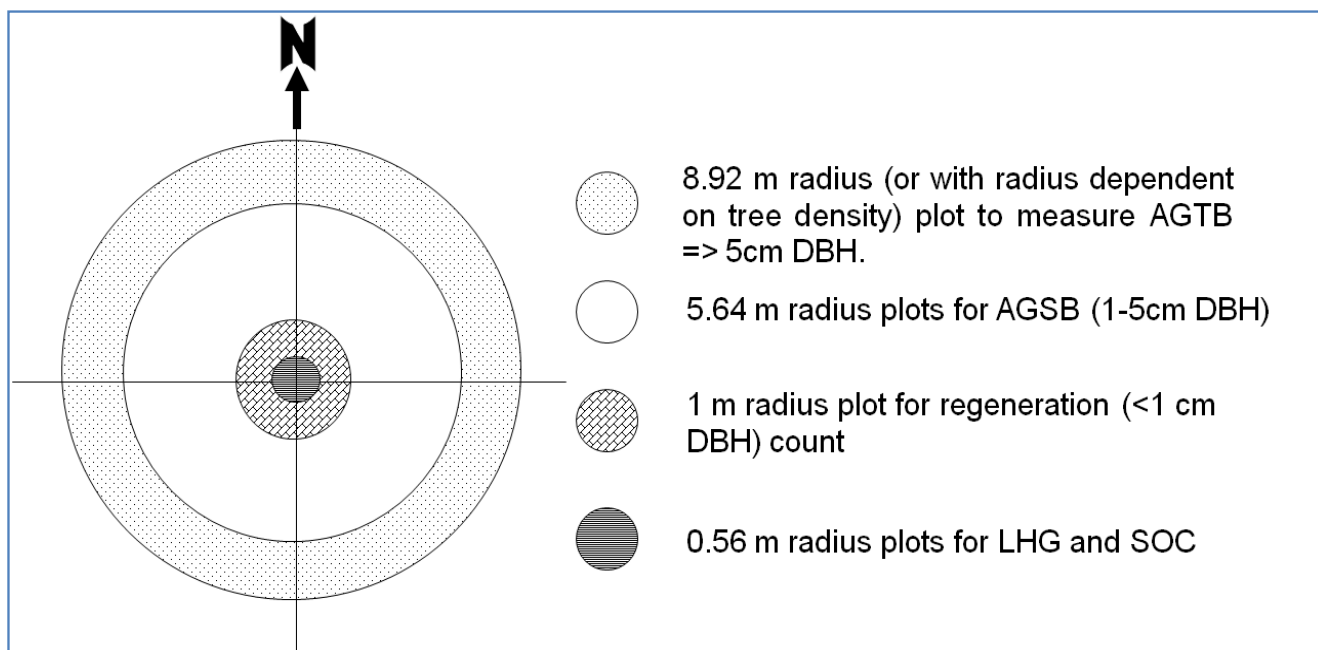 N
8.92 m radius (or with radius dependent
on tree density) plot to measure AGTB
=> 5cm DBH.
5.64 m radius plots for AGSB (1-5cm DBH)
1 m radius plot for regeneration (<1 cm
DBH) count
0.56 m radius plots for LHG and SOC